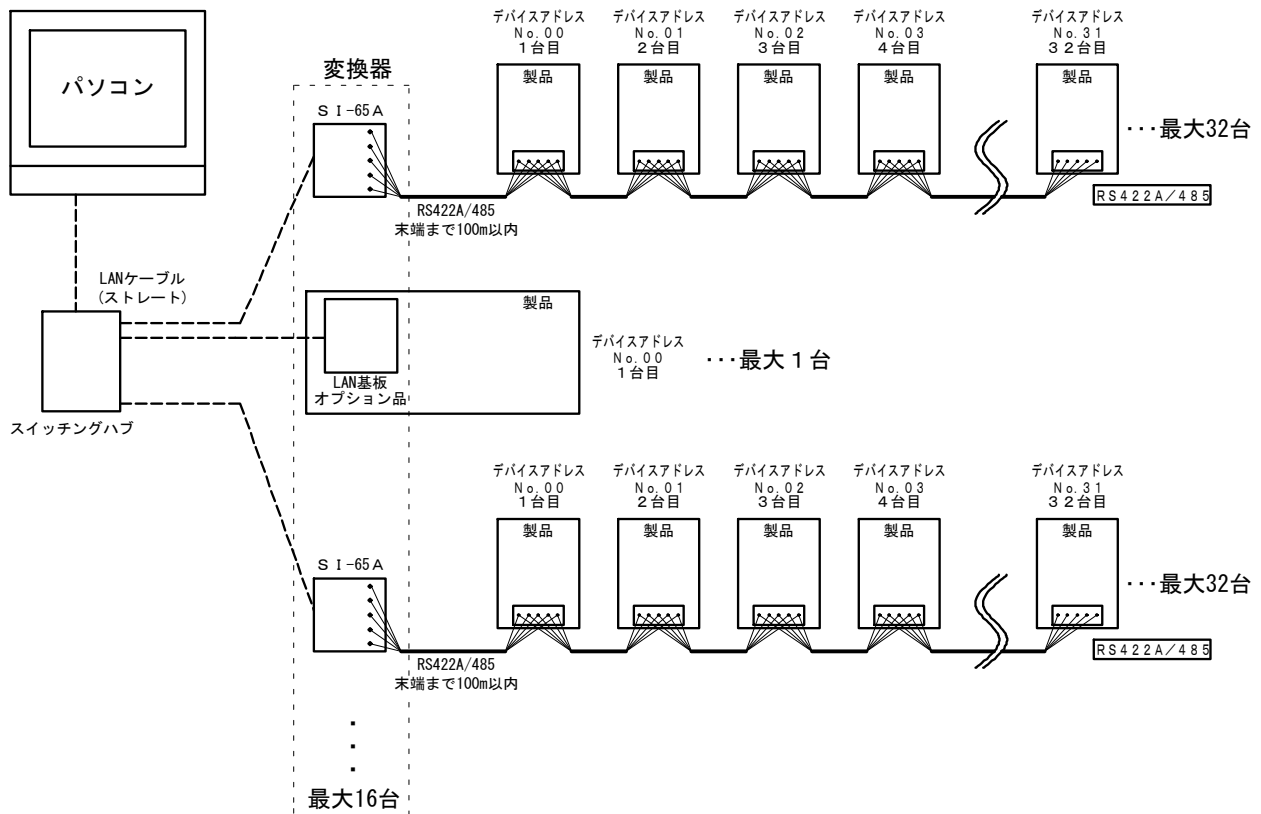 デバイスアドレス
No.00
1台目
デバイスアドレス
No.01
2台目
デバイスアドレス
No.02
3台目
デバイスアドレス
No.03
4台目
デバイスアドレス
No.31
32台目
パソコン
変換器
SI-65A
製品
製品
製品
製品
製品
・・・最大32台
RS422A/485
末端まで100m以内
RS422A/485
LANケーブル
(ストレート)
スイッチングハブ
製品
LAN基板
オプション品
デバイスアドレス
No.00
1台目
・・・最大1台
デバイスアドレス
No.00
1台目
デバイスアドレス
No.01
2台目
デバイスアドレス
No.02
3台目
デバイスアドレス
No.03
4台目
デバイスアドレス
No.31
32台目
SI-65A
製品
製品
製品
製品
製品
・・・最大32台
RS422A/485
末端まで100m以内
RS422A/485
・
・
・
最大16台